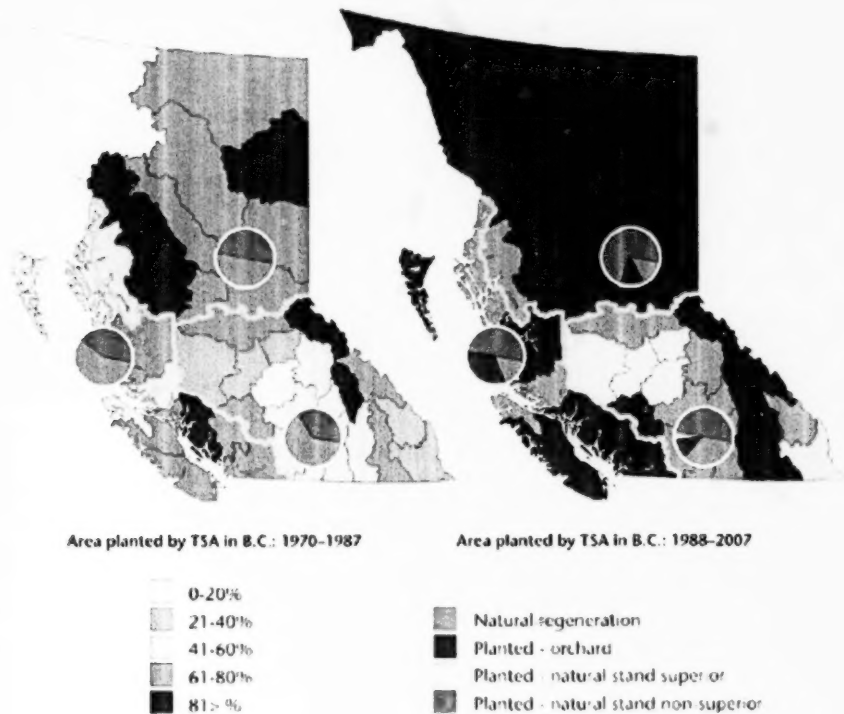 Area planted by TSA in B.C.: 1970–1987
Area planted by TSA in B.C.: 1988–2007
0-20%
21-40%
41-60%
61-80%
81> %
Natural regeneration
Planted - orchard
Planted - natural stand superior
Planted - natural stand non-superior